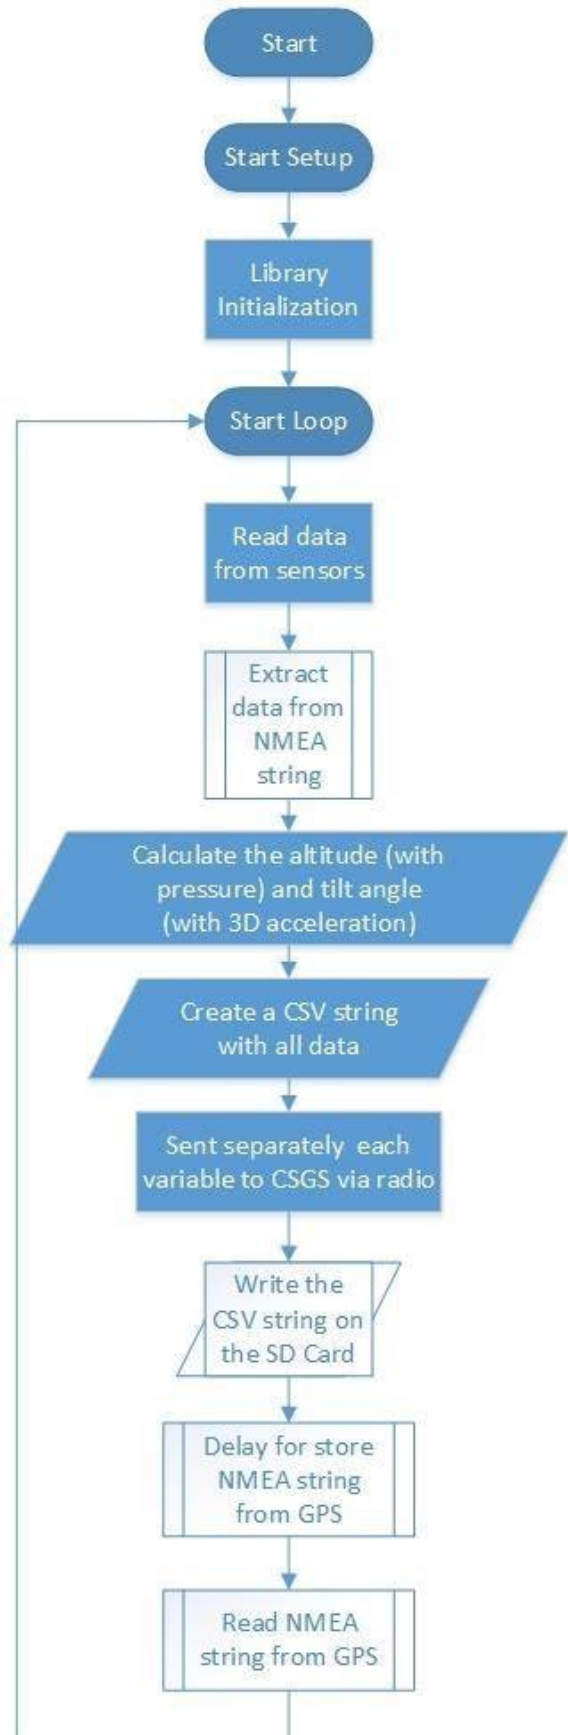 Start
Start Setup
Library
Initialization
Start Loop
Read data
from sensors
Extract
data from
NMEA
string
Calculate the altitude (with
pressure) and tilt angle
(with 3D acceleration)
Create a CSV string
with all data
Sent separately each
variable to CSGS via radio
Write the
CSV string on
the SD Card
Delay for store
NMEA string
from GPS
Read NMEA
string from GPS